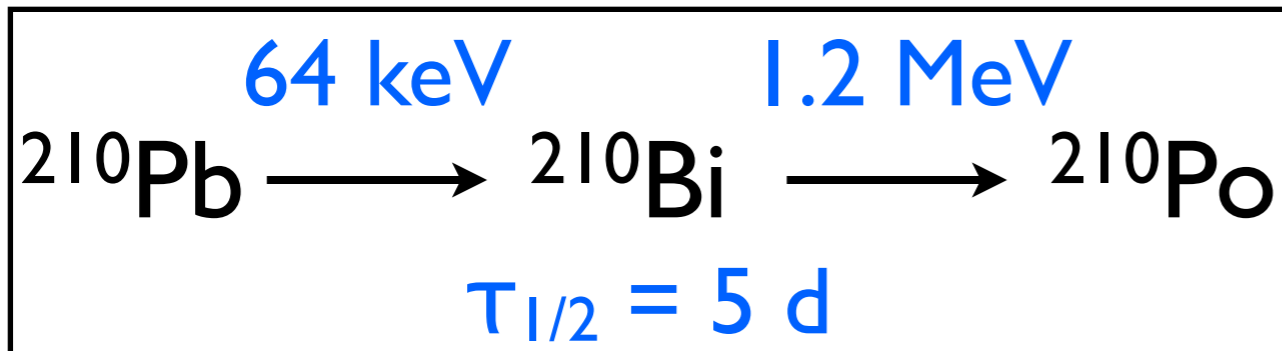 64 keV 1.2 MeV
²¹⁰Pb ⟶ ²¹⁰Bi ⟶ ²¹⁰Po
τ₁/₂ = 5 d